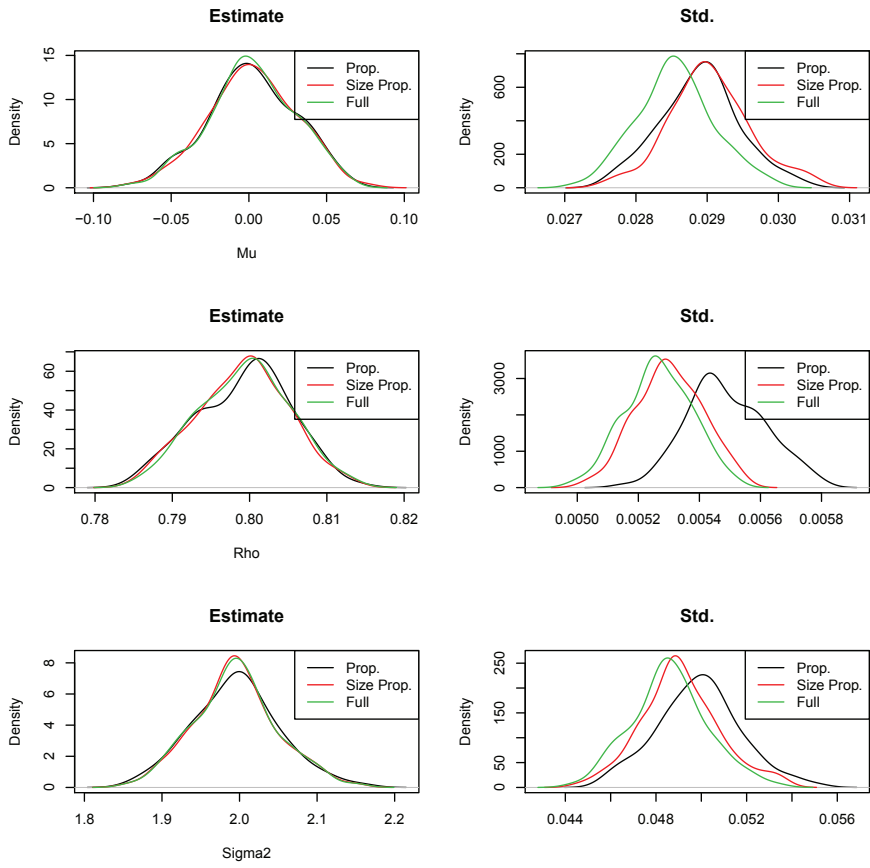 Estimate
Density
0
5
10
15
−0.10
−0.05
0.00
0.05
0.10
Mu
Prop.
Size Prop.
Full
Std.
Density
0
200
600
0.027
0.028
0.029
0.030
0.031
Prop.
Size Prop.
Full
Estimate
Density
0
20
40
60
0.78
0.79
0.80
0.81
0.82
Rho
Prop.
Size Prop.
Full
Std.
Density
0
1000
3000
0.0050
0.0052
0.0054
0.0056
0.0058
Prop.
Size Prop.
Full
Estimate
Density
0
2
4
6
8
1.8
1.9
2.0
2.1
2.2
Sigma2
Prop.
Size Prop.
Full
Std.
Density
0
50
150
250
0.044
0.048
0.052
0.056
Prop.
Size Prop.
Full